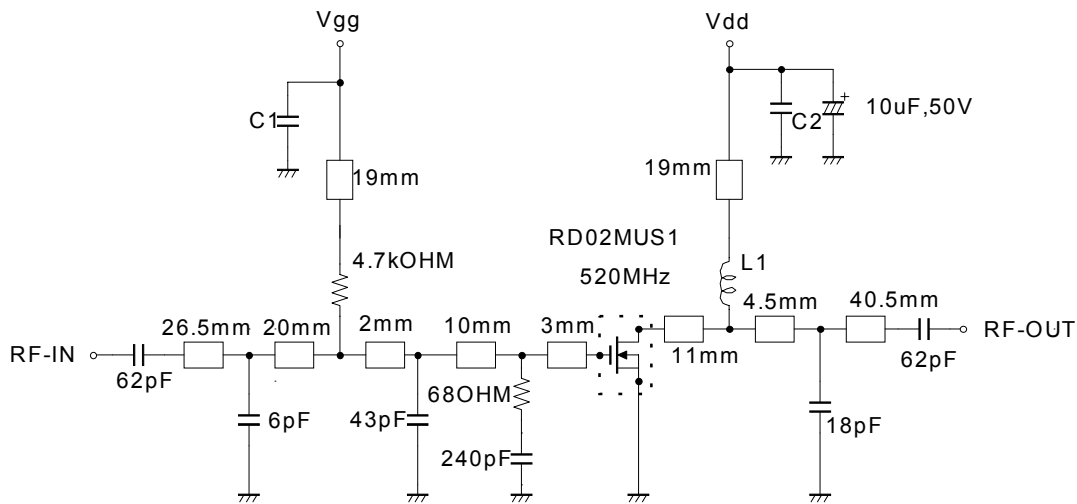 Vgg
Vdd
C1
C2
10uF,50V
+
19mm
19mm
RD02MUS1
520MHz
L1
4.7kOHM
26.5mm
20mm
2mm
10mm
3mm
11mm
4.5mm
40.5mm
RF-IN
RF-OUT
62pF
62pF
68OHM
6pF
43pF
240pF
18pF